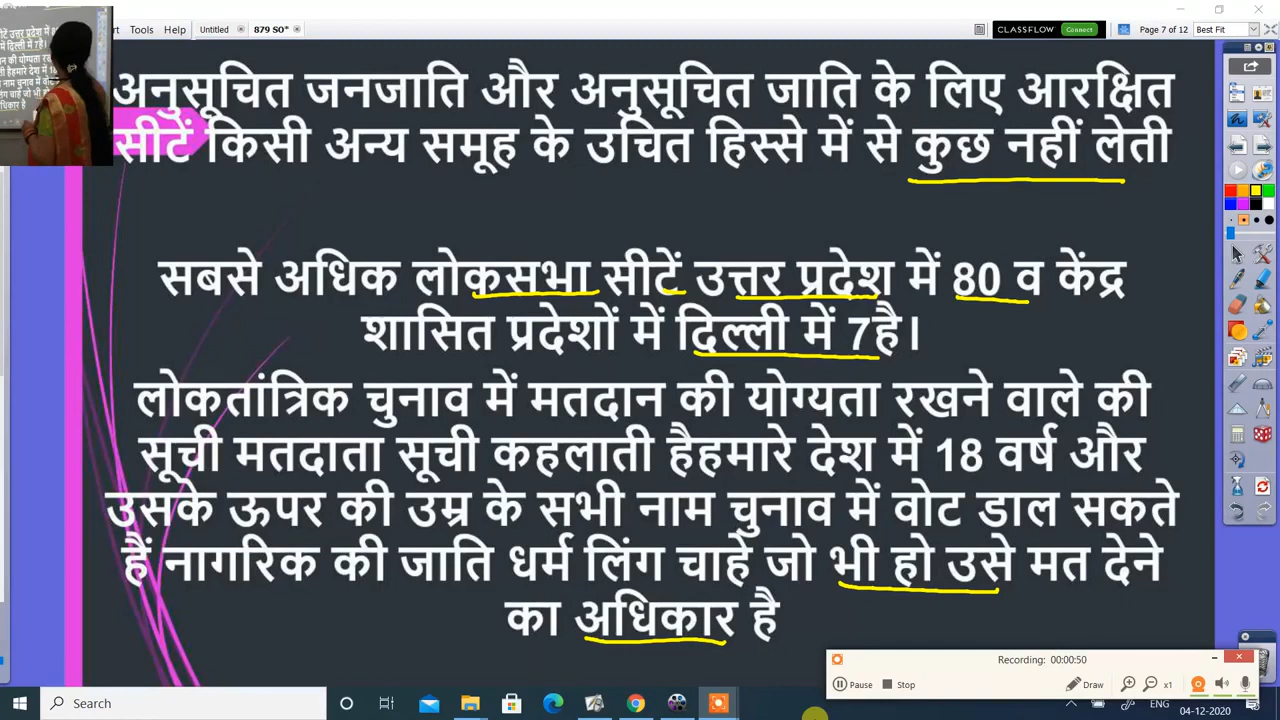 Tools Help Untitled 879 SO* CLASSFLOW Connect Page 7 of 12 Best Fit
अनुसूचित जनजाति और अनुसूचित जाति के लिए आरक्षित
सीटें किसी अन्य समूह के उचित हिस्से में से कुछ नहीं लेती
सबसे अधिक लोकसभा सीटें उत्तर प्रदेश में 80 व केंद्र
शासित प्रदेशों में दिल्ली में 7है।
लोकतांत्रिक चुनाव में मतदान की योग्यता रखने वाले की
सूची मतदाता सूची कहलाती हैहमारे देश में 18 वर्ष और
उसके ऊपर की उम्र के सभी नाम चुनाव में वोट डाल सकते
हैं नागरिक की जाति धर्म लिंग चाहे जो भी हो उसे मत देने
का अधिकार है
Recording: 00:00:50
Pause Stop Draw x1
Search ENG
04-12-2020